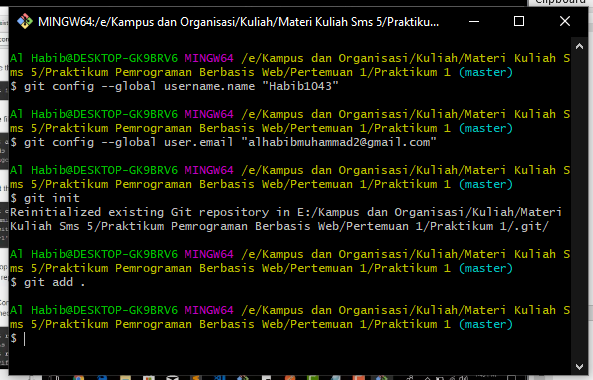 Clipboard
MINGW64:/e/Kampus dan Organisasi/Kuliah/Materi Kuliah Sms 5/Praktiku...
Al Habib@DESKTOP-GK9BRV6 MINGW64 /e/Kampus dan Organisasi/Kuliah/Materi Kuliah S
ms 5/Praktikum Pemrograman Berbasis Web/Pertemuan 1/Praktikum 1 (master)
$ git config --global username.name "Habib1043"
Al Habib@DESKTOP-GK9BRV6 MINGW64 /e/Kampus dan Organisasi/Kuliah/Materi Kuliah S
ms 5/Praktikum Pemrograman Berbasis Web/Pertemuan 1/Praktikum 1 (master)
$ git config --global user.email "alhabibmuhammad2@gmail.com"
Al Habib@DESKTOP-GK9BRV6 MINGW64 /e/Kampus dan Organisasi/Kuliah/Materi Kuliah S
ms 5/Praktikum Pemrograman Berbasis Web/Pertemuan 1/Praktikum 1 (master)
$ git init
Reinitialized existing Git repository in E:/Kampus dan Organisasi/Kuliah/Materi
Kuliah Sms 5/Praktikum Pemrograman Berbasis Web/Pertemuan 1/Praktikum 1/.git/
Al Habib@DESKTOP-GK9BRV6 MINGW64 /e/Kampus dan Organisasi/Kuliah/Materi Kuliah S
ms 5/Praktikum Pemrograman Berbasis Web/Pertemuan 1/Praktikum 1 (master)
$ git add .
Al Habib@DESKTOP-GK9BRV6 MINGW64 /e/Kampus dan Organisasi/Kuliah/Materi Kuliah S
ms 5/Praktikum Pemrograman Berbasis Web/Pertemuan 1/Praktikum 1 (master)
$